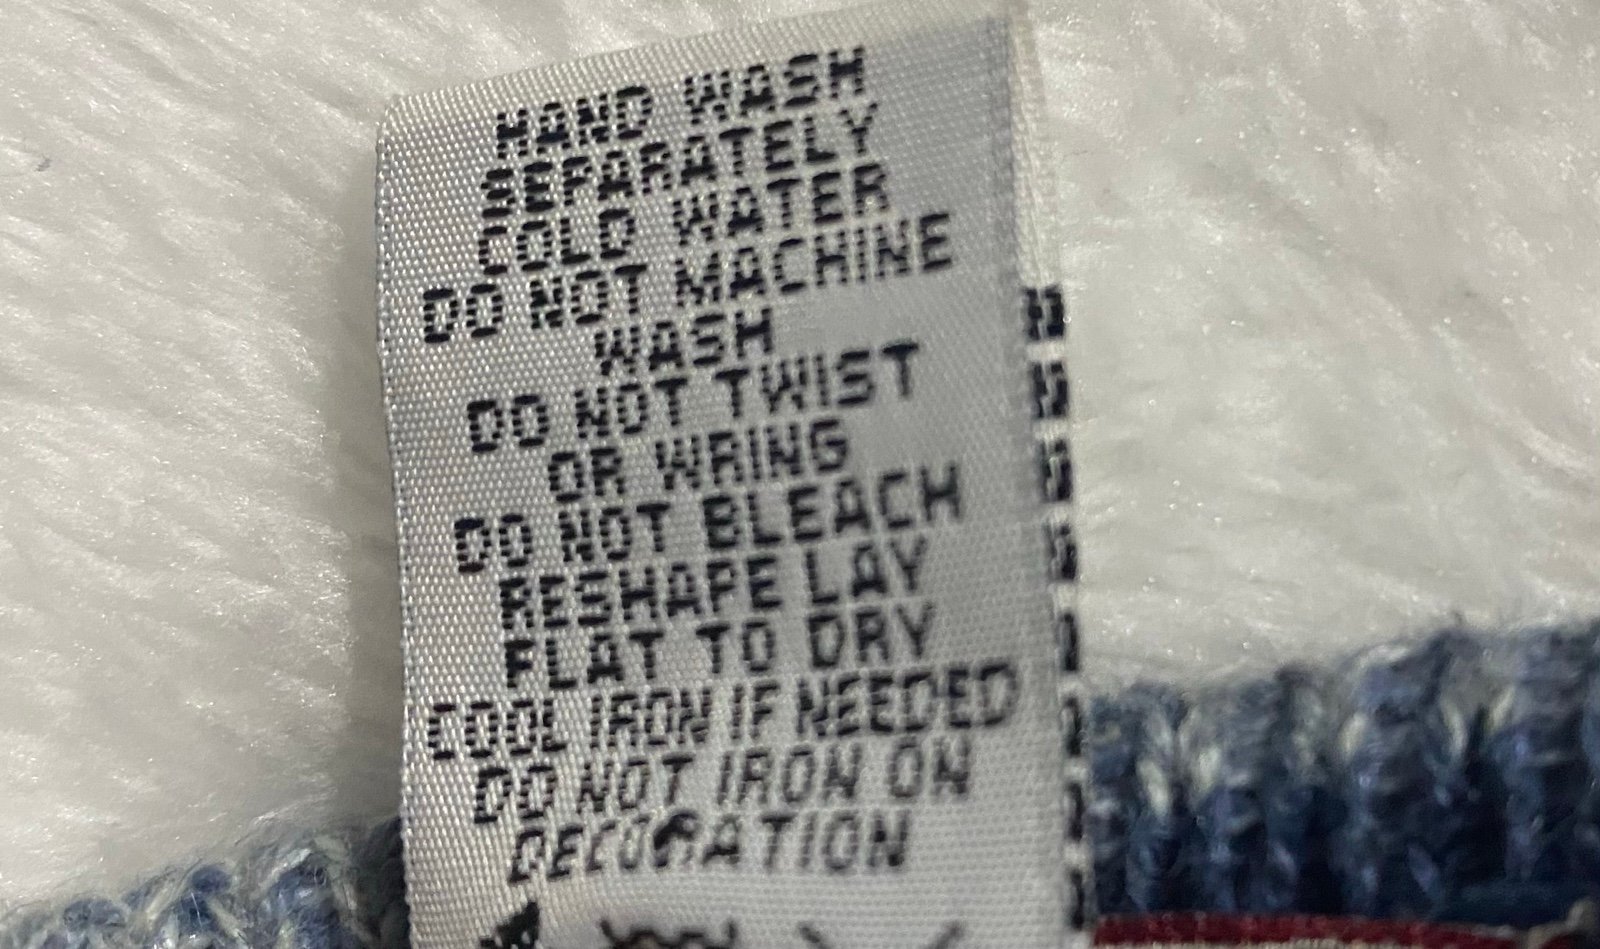 HAND WASH
SEPARATELY
COLD WATER
DO NOT MACHINE
WASH
DO NOT TWIST
OR WRING
DO NOT BLEACH
RESHAPE LAY
FLAT TO DRY
COOL IRON IF NEEDED
DO NOT IRON ON
DECORATION